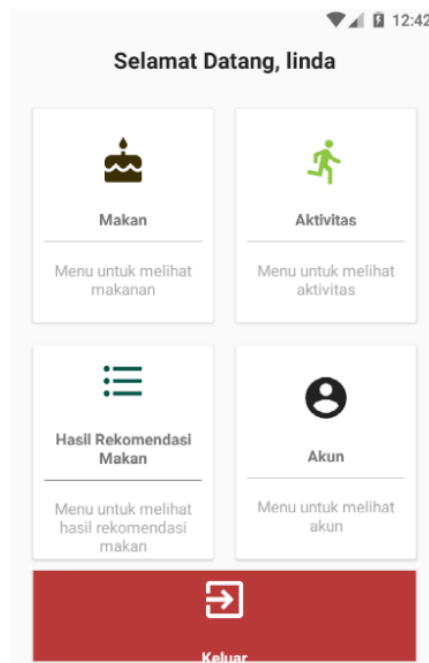 12:42
Selamat Datang, linda
Makan
Menu untuk melihat
makanan
Aktivitas
Menu untuk melihat
aktivitas
Hasil Rekomendasi
Makan
Menu untuk melihat
hasil rekomendasi
makan
Akun
Menu untuk melihat
akun
Keluar